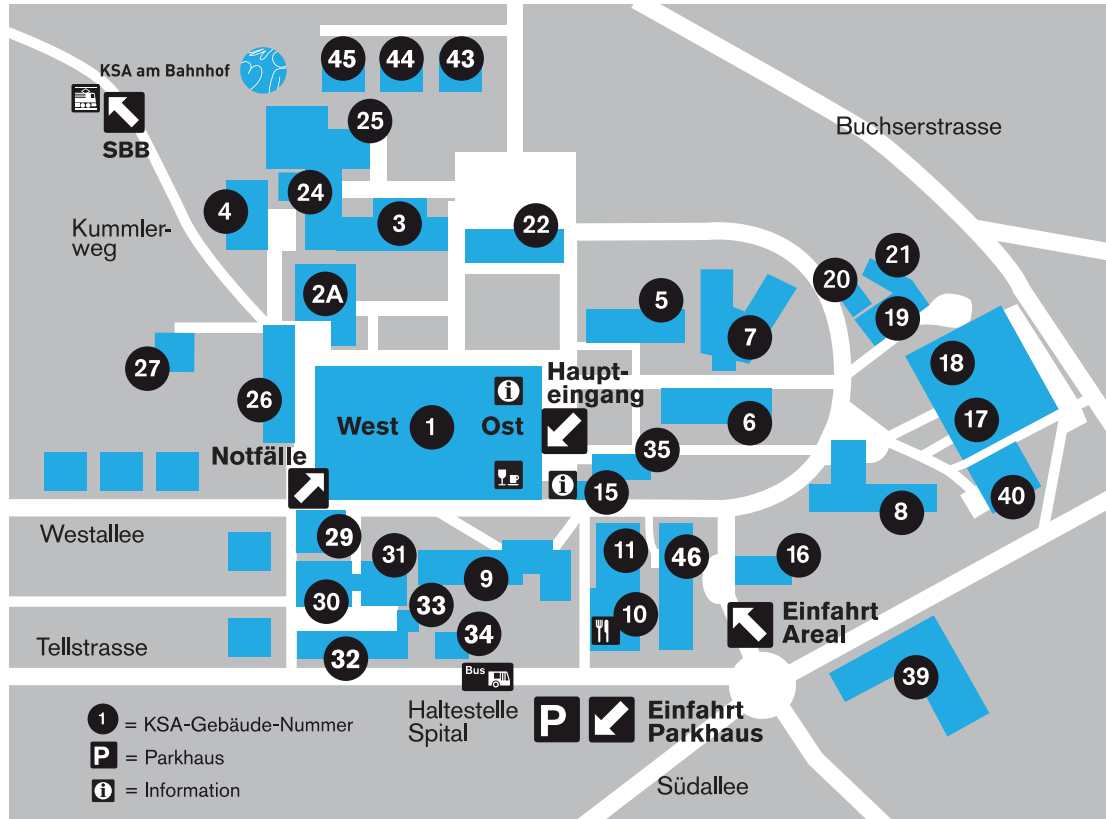 45
44
43
KSA am Bahnhof
SBB
25
Buchserstrasse
24
4
3
22
Kummler-
weg
21
20
2A
5
19
7
18
27
26
Haupt-
eingang
West
1
Ost
6
17
Notfälle
35
15
40
8
Westallee
29
31
11
46
16
9
30
33
10
Einfahrt
Areal
34
Tellstrasse
32
Bus
39
Haltestelle
Spital
P
Einfahrt
Parkhaus
1 = KSA-Gebäude-Nummer
P = Parkhaus
i = Information
Südallee